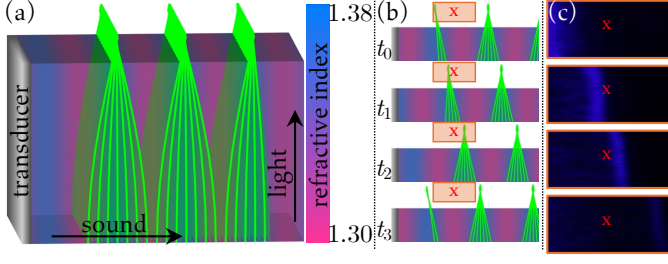 (a)
transducer
sound
light
1.38
refractive index
1.30
(b)
t0
x
t1
x
t2
x
t3
x
(c)
x
x
x
x